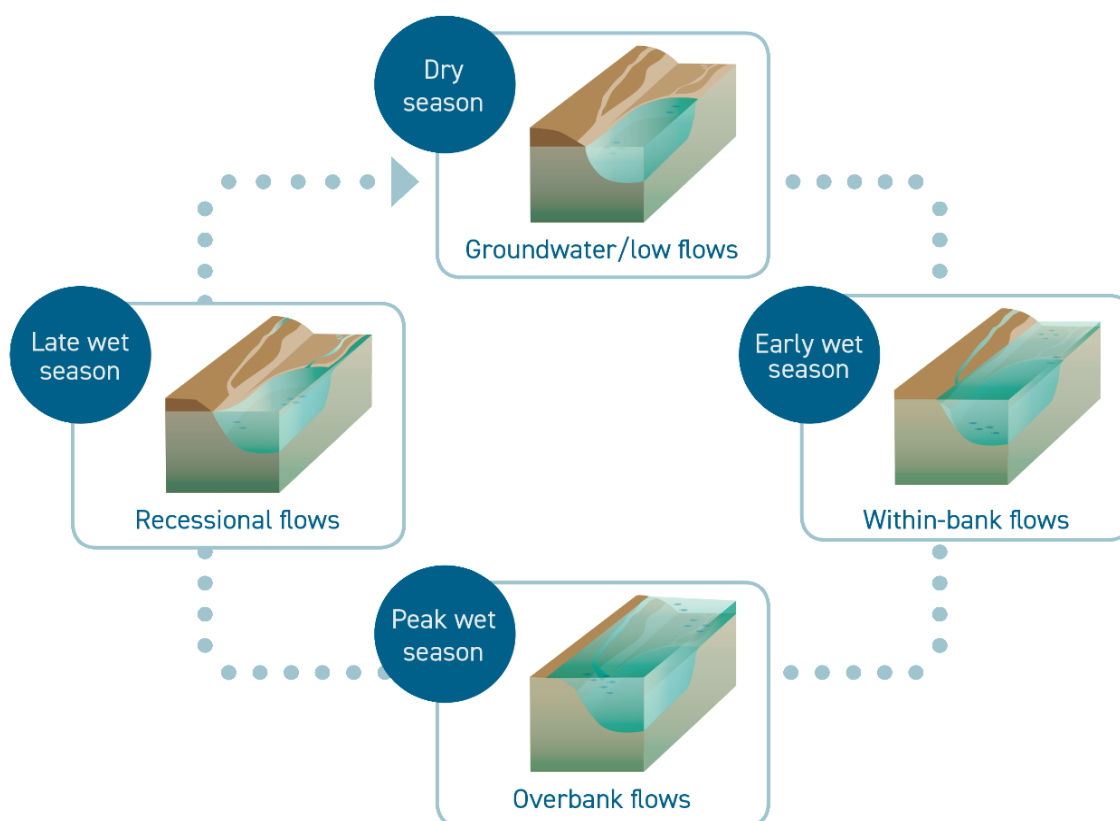 Dry
season
Groundwater/low flows
Early wet
season
Within-bank flows
Peak wet
season
Overbank flows
Late wet
season
Recessional flows